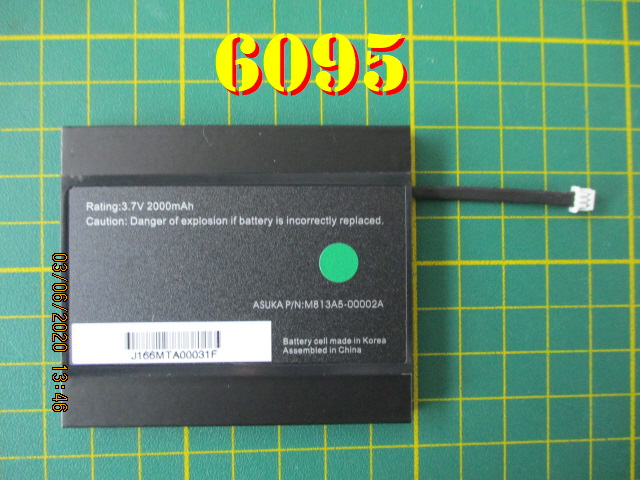 6095
Rating:3.7V 2000mAh
Caution: Danger of explosion if battery is incorrectly replaced.
ASUKA P/N:M813A5-00002A
J166MTA00031F
Battery cell made in Korea
Assembled in China
03/06/2020 13:46